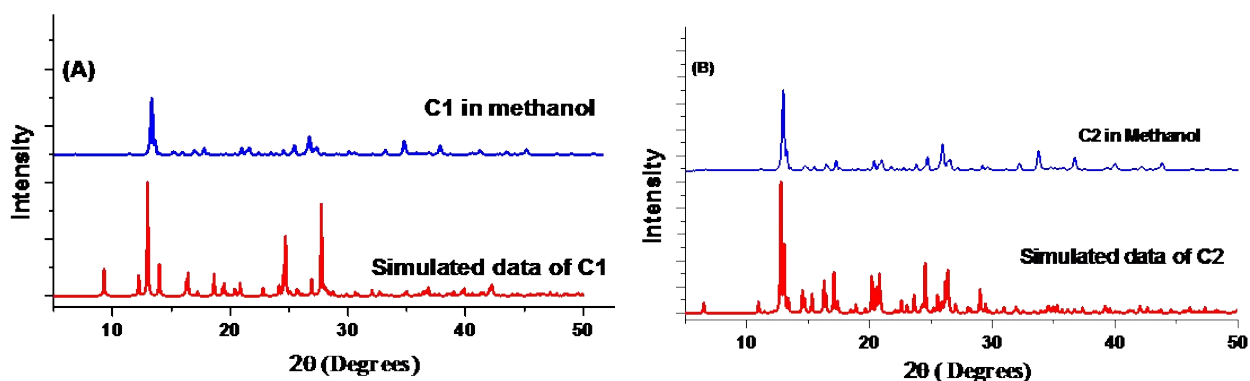 (A)
C1 in methanol
Simulated data of C1
Intensity
10 20 30 40 50
2θ (Degrees)
(B)
C2 in Methanol
Simulated data of C2
Intensity
10 20 30 40 50
2θ ( Degrees)